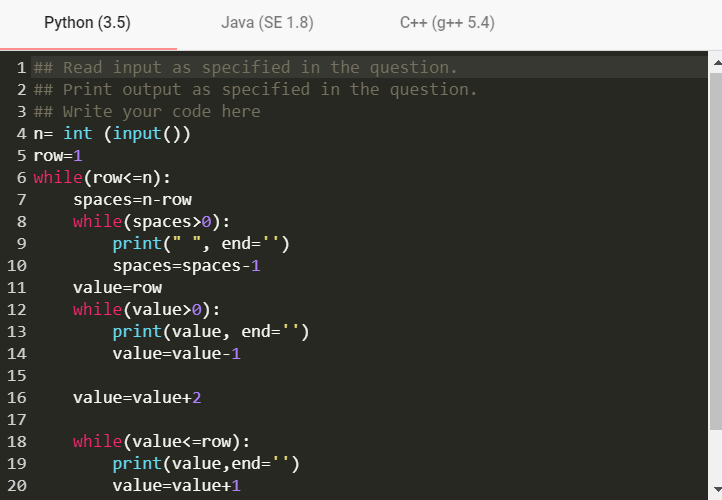 Python (3.5) Java (SE 1.8) C++ (g++ 5.4)
1 ## Read input as specified in the question.
2 ## Print output as specified in the question.
3 ## Write your code here
4 n= int (input())
5 row=1
6 while(row<=n):
7     spaces=n-row
8     while(spaces>0):
9         print(" ", end='')
10         spaces=spaces-1
11     value=row
12     while(value>0):
13         print(value, end='')
14         value=value-1
15
16     value=value+2
17
18     while(value<=row):
19         print(value,end='')
20         value=value+1